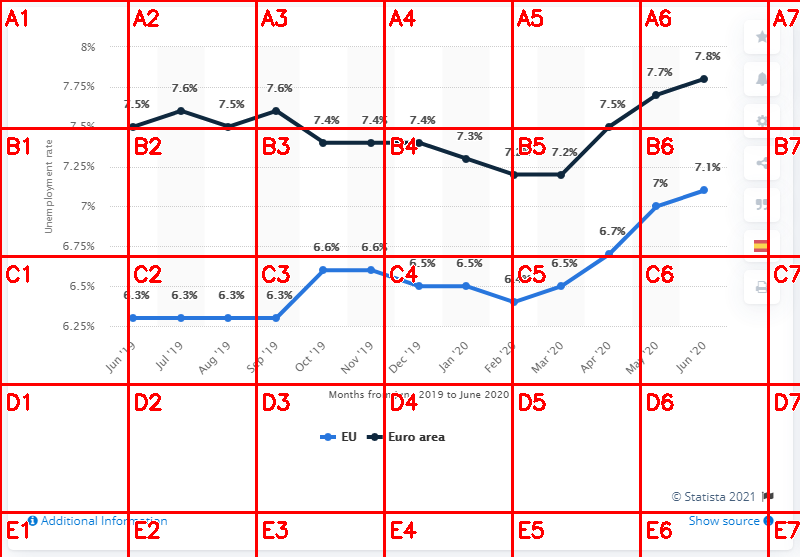 A1 A2 A3 A4 A5 A6 A7
8%
7.8%
7.7%
7.75% 7.6% 7.6%
7.5% 7.5% 7.5%
7.4% 7.4% 7.4%
7.5%
B1 B2 B3 B4 B5 B6 B7
7.3% 7.2%
7.25% 7.1%
7%
7%
Unemployment rate
6.7%
6.75% 6.6% 6.6%
C1 C2 C3 C4 C5 C6 C7
6.5% 6.5% 6.5%
6.5%
6.3% 6.3% 6.3% 6.3%
6.25%
Jun '19 Jul '19 Aug '19 Sep '19 Oct '19 Nov '19 Dec '19 Jan '20 Feb '20 Mar '20 Apr '20 May '20 Jun '20
Months from June 2019 to June 2020
D1 D2 D3 D4 D5 D6 D7
EU Euro area
© Statista 2021
Additional Information Show source
E1 E2 E3 E4 E5 E6 E7